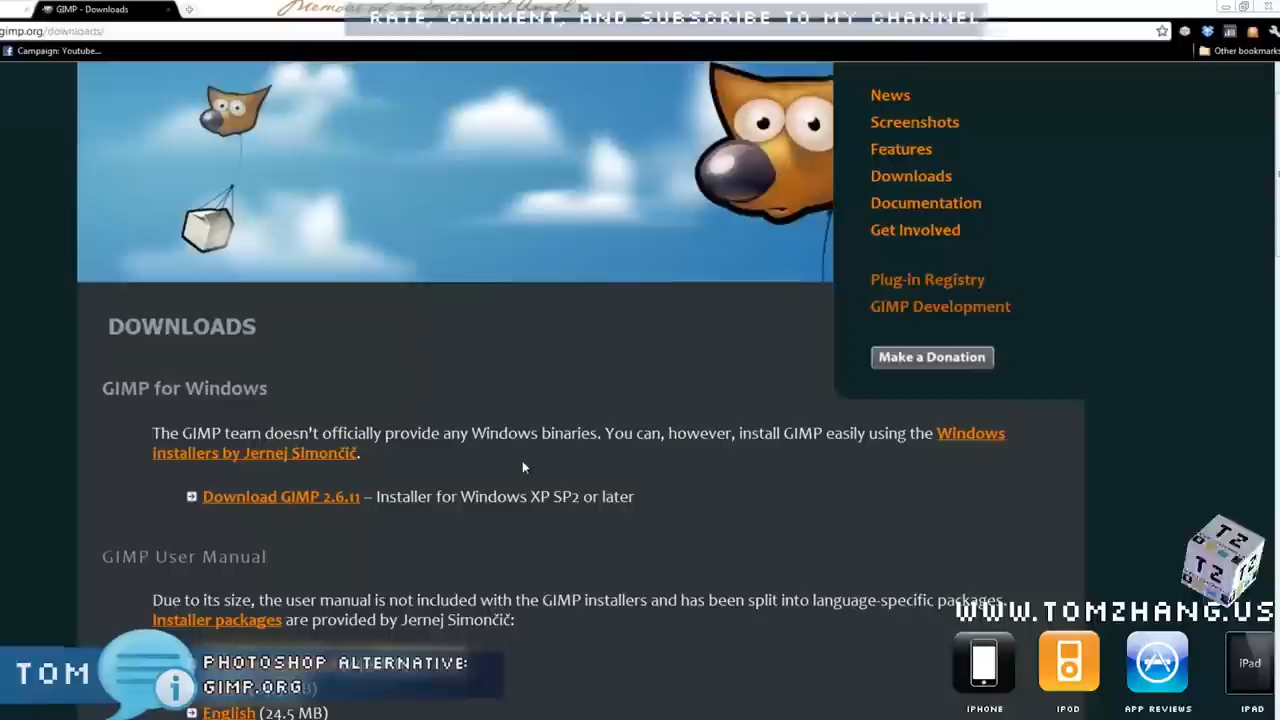 GIMP - Downloads
RATE, COMMENT, AND SUBSCRIBE TO MY CHANNEL
gimp.org/downloads/
Campaign: Youtube...
Other bookmarks
News
Screenshots
Features
Downloads
Documentation
Get Involved
Plug-in Registry
GIMP Development
Make a Donation
DOWNLOADS
GIMP for Windows
The GIMP team doesn't officially provide any Windows binaries. You can, however, install GIMP easily using the Windows
installers by Jernej Simončič.
Download GIMP 2.6.11 – Installer for Windows XP SP2 or later
GIMP User Manual
Due to its size, the user manual is not included with the GIMP installers and has been split into language-specific packages.
Installer packages are provided by Jernej Simončič:
English (24.5 MB)
TZ
TZ
TZ
WWW.TOMZHANG.US
TOM
PHOTOSHOP ALTERNATIVE:
GIMP.ORG
iPad
IPHONE
IPOD
APP REVIEWS
IPAD